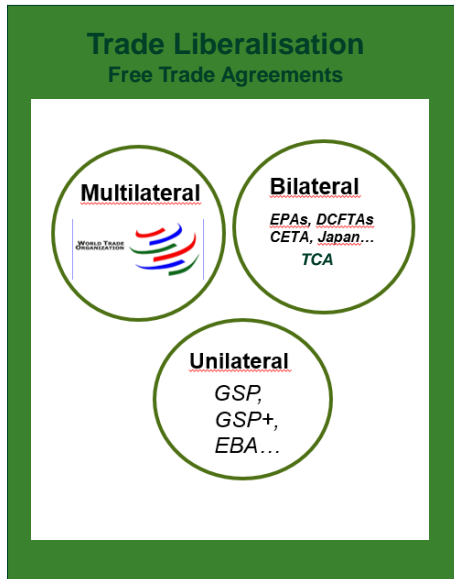 Trade Liberalisation
Free Trade Agreements
Multilateral
WORLD TRADE
ORGANIZATION
Bilateral
EPAs, DCFTAs
CETA, Japan…
TCA
Unilateral
GSP,
GSP+,
EBA…